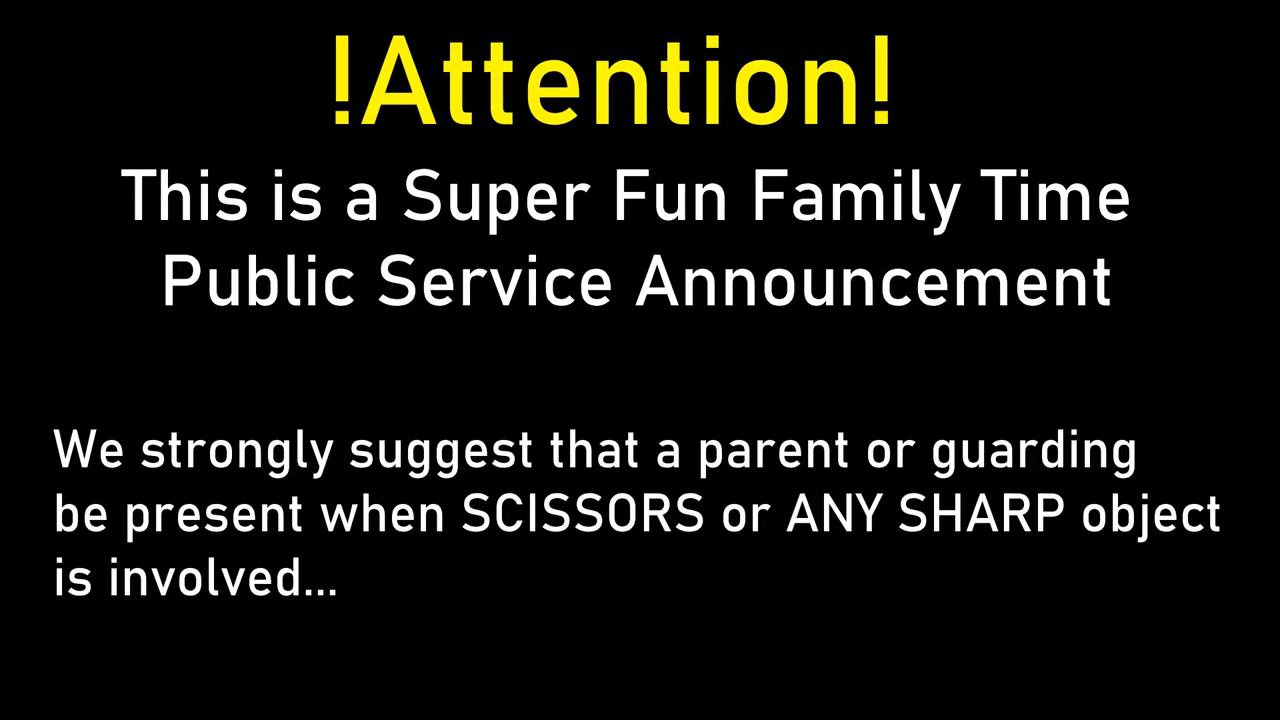 !Attention!
This is a Super Fun Family Time
Public Service Announcement
We strongly suggest that a parent or guarding
be present when SCISSORS or ANY SHARP object
is involved...